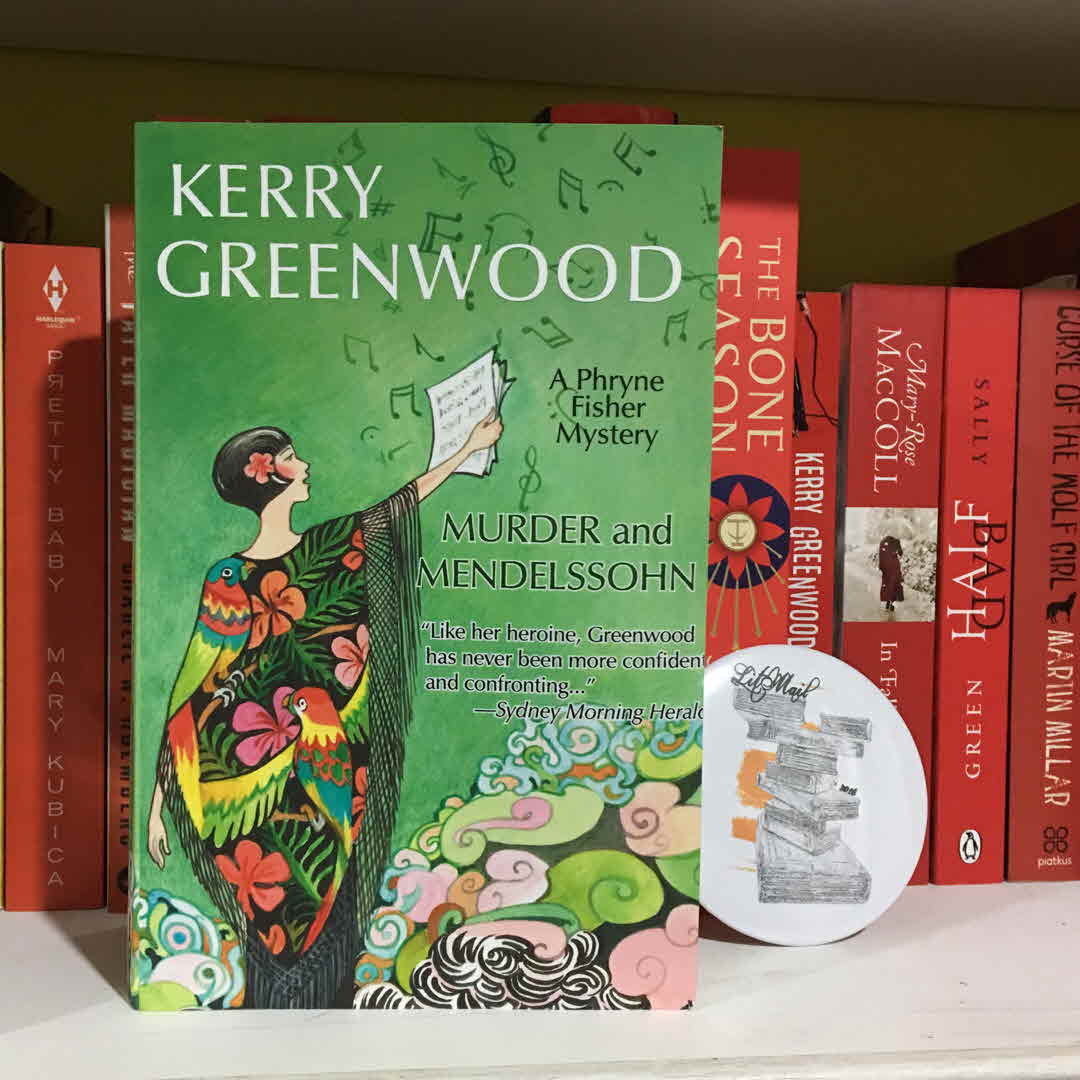 KERRY
GREENWOOD
A Phryne
Fisher
Mystery
MURDER and
MENDELSSOHN
“Like her heroine, Greenwood
has never been more confident
and confronting...”
—Sydney Morning Herald
HARLEQUIN
PRETTY BABY MARY KUBICA
THE BONE
SEASON
KERRY GREENWOOD
Mary-Rose
MACCOLL
In
SALLY
GREEN
HALF
BAD
CURSE OF THE WOLF GIRL
MARTIN MILLAR
piatkus
LitMail